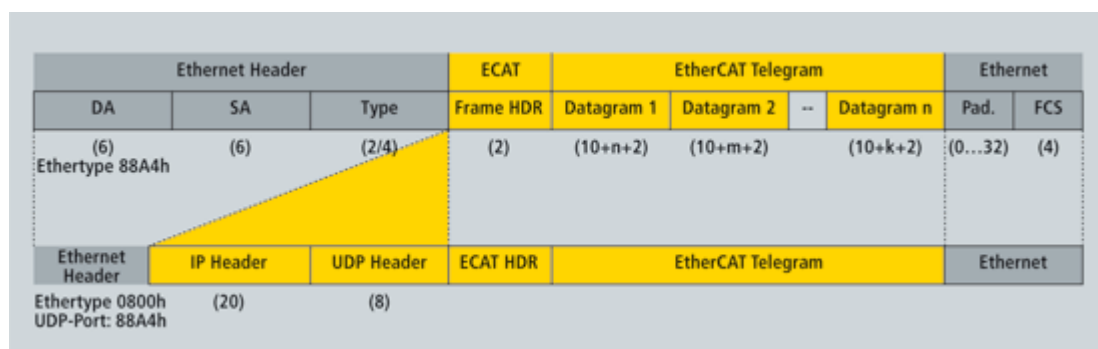 Ethernet Header ECAT EtherCAT Telegram Ethernet
DA SA Type Frame HDR Datagram 1 Datagram 2 -- Datagram n Pad. FCS
(6) (6) (2/4) (2) (10+n+2) (10+m+2) (10+k+2) (0...32) (4)
Ethertype 88A4h
Ethernet
Header IP Header UDP Header ECAT HDR EtherCAT Telegram Ethernet
Ethertype 0800h (20) (8)
UDP-Port: 88A4h